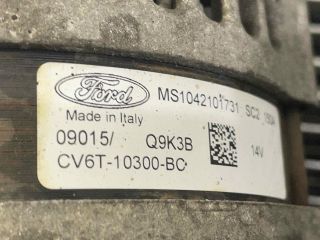 Ford
MS1042101731 SC2 150A
Made in Italy
09015/ Q9K3B
14V
CV6T-10300-BC